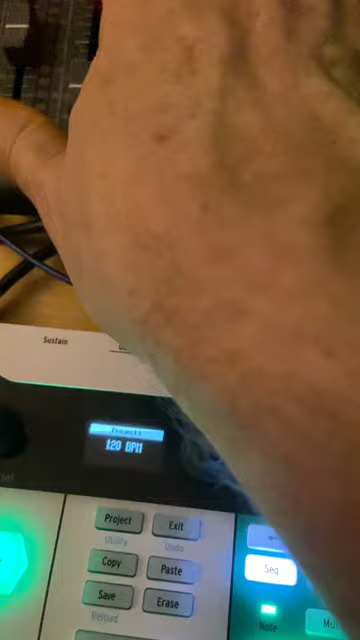 Sustain
Project
120 BPM
Project
Exit
Utility
Undo
Copy
Paste
Seq
Save
Erase
Reload
Note